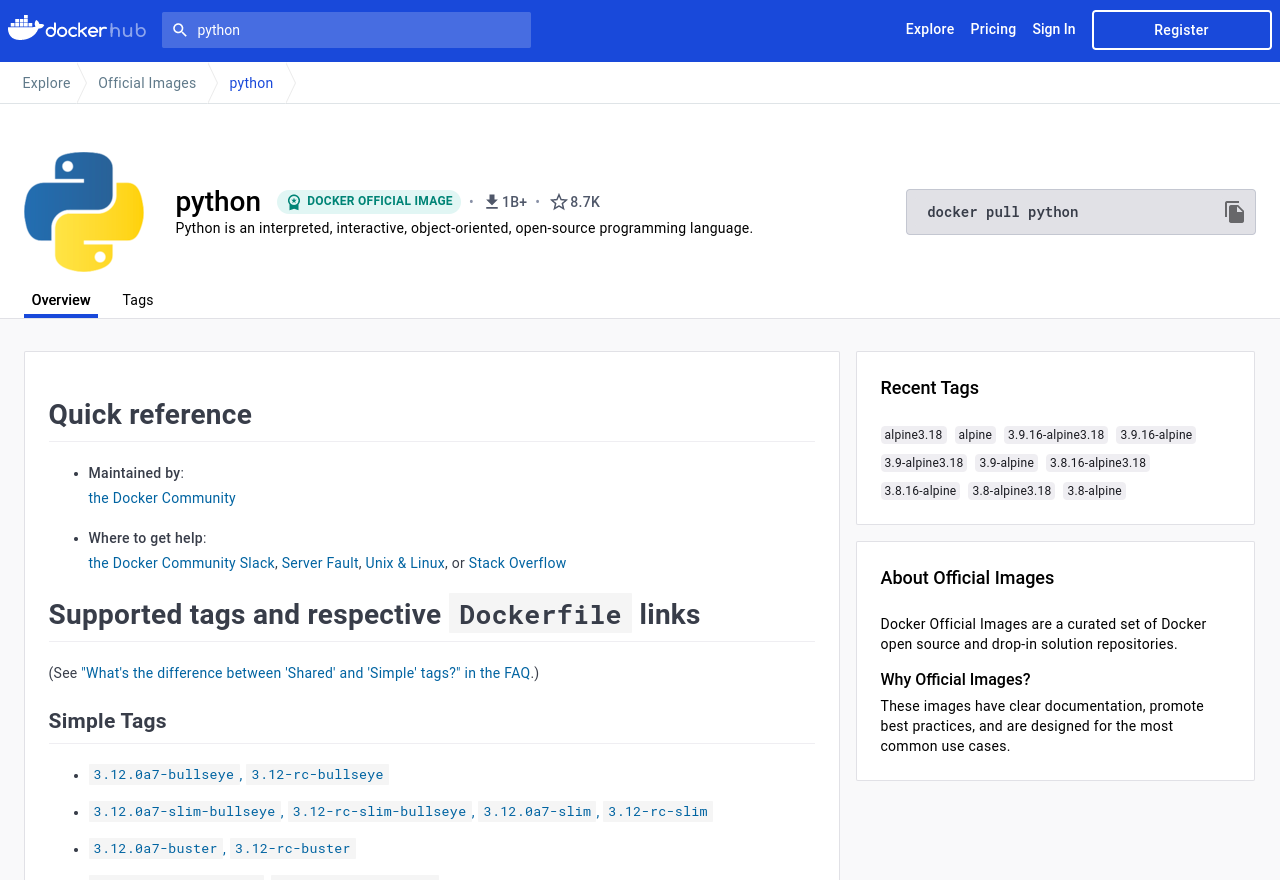 dockerhub
python
Explore
Pricing
Sign In
Register
Explore
Official Images
python
python DOCKER OFFICIAL IMAGE • 1B+ • 8.7K
Python is an interpreted, interactive, object-oriented, open-source programming language.
docker pull python
Overview
Tags
Quick reference
• Maintained by:
the Docker Community
• Where to get help:
the Docker Community Slack, Server Fault, Unix & Linux, or Stack Overflow
Supported tags and respective Dockerfile links
(See "What's the difference between 'Shared' and 'Simple' tags?" in the FAQ.)
Simple Tags
• 3.12.0a7-bullseye, 3.12-rc-bullseye
• 3.12.0a7-slim-bullseye, 3.12-rc-slim-bullseye, 3.12.0a7-slim, 3.12-rc-slim
• 3.12.0a7-buster, 3.12-rc-buster
Recent Tags
alpine3.18 alpine 3.9.16-alpine3.18 3.9.16-alpine
3.9-alpine3.18 3.9-alpine 3.8.16-alpine3.18
3.8.16-alpine 3.8-alpine3.18 3.8-alpine
About Official Images
Docker Official Images are a curated set of Docker
open source and drop-in solution repositories.
Why Official Images?
These images have clear documentation, promote
best practices, and are designed for the most
common use cases.